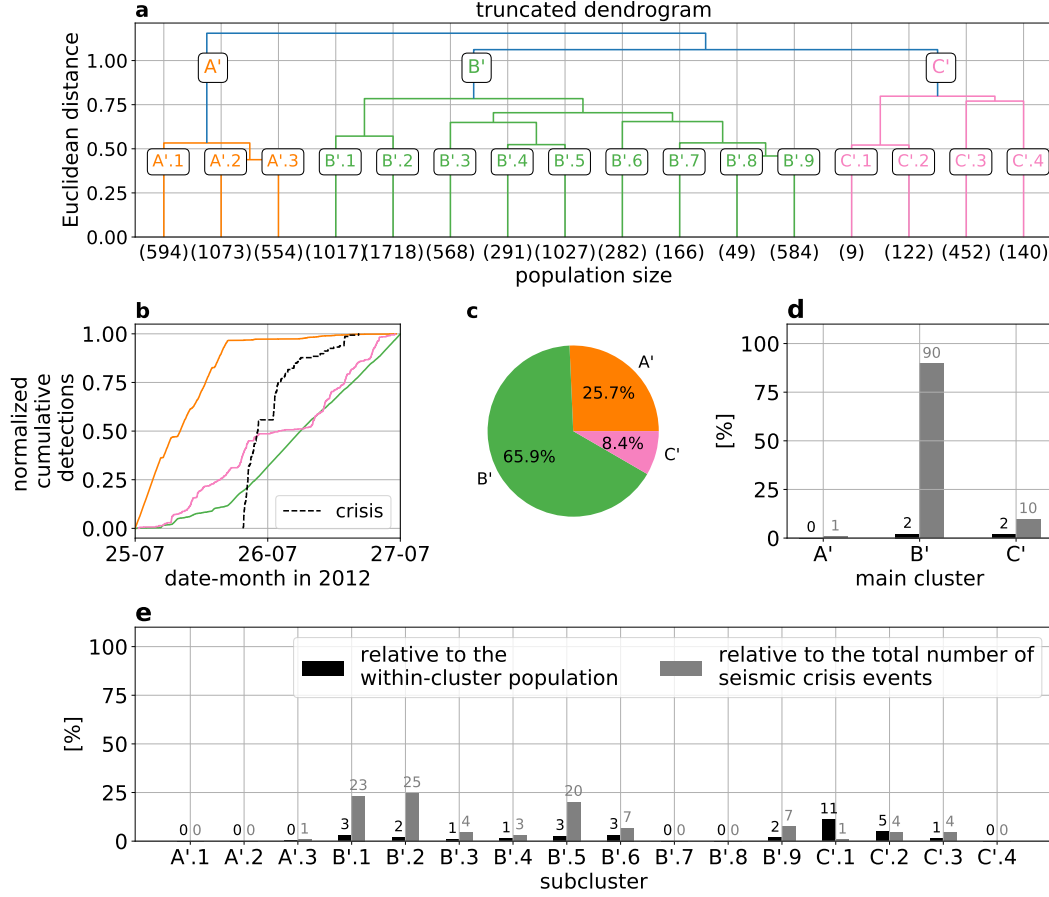 a
truncated dendrogram
Euclidean distance
1.00
0.75
0.50
0.25
0.00
A'
B'
C'
A'.1 A'.2 A'.3 B'.1 B'.2 B'.3 B'.4 B'.5 B'.6 B'.7 B'.8 B'.9 C'.1 C'.2 C'.3 C'.4
(594) (1073) (554) (1017) (1718) (568) (291) (1027) (282) (166) (49) (584) (9) (122) (452) (140)
population size
b
normalized
cumulative
detections
1.00
0.75
0.50
0.25
0.00
crisis
25-07 26-07 27-07
date-month in 2012
c
A'
25.7%
65.9%
B'
8.4%
C'
d
[%]
100
75
50
25
0
0 1 2 90 2 10
A' B' C'
main cluster
e
[%]
100
75
50
25
0
relative to the
within-cluster population
relative to the total number of
seismic crisis events
0 0 0 0 0 1 3 23 2 25 1 4 1 3 3 20 3 7 0 0 0 0 2 7 11 1 5 4 1 4 0 0
A'.1 A'.2 A'.3 B'.1 B'.2 B'.3 B'.4 B'.5 B'.6 B'.7 B'.8 B'.9 C'.1 C'.2 C'.3 C'.4
subcluster